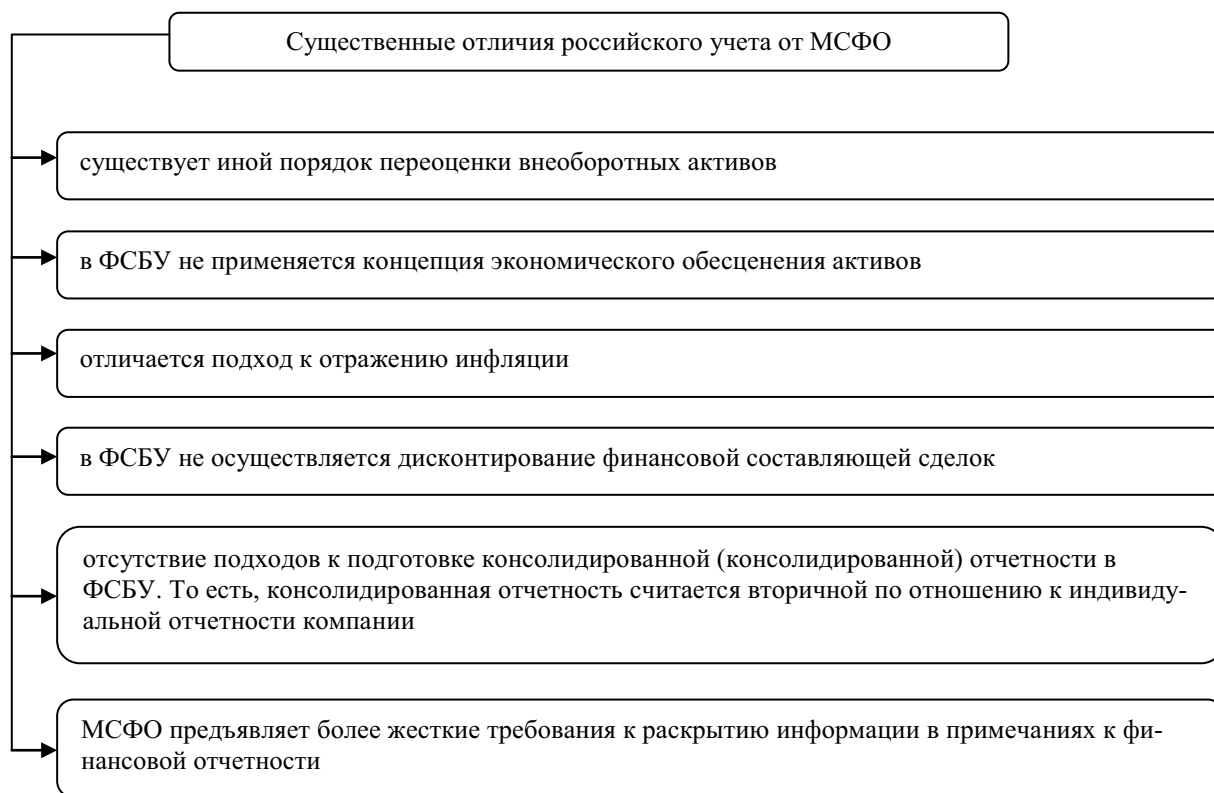 Существенные отличия российского учета от МСФО
существует иной порядок переоценки внеоборотных активов
в ФСБУ не применяется концепция экономического обесценения активов
отличается подход к отражению инфляции
в ФСБУ не осуществляется дисконтирование финансовой составляющей сделок
отсутствие подходов к подготовке консолидированной (консолидированной) отчетности в
ФСБУ. То есть, консолидированная отчетность считается вторичной по отношению к индивиду-
альной отчетности компании
МСФО предъявляет более жесткие требования к раскрытию информации в примечаниях к фи-
нансовой отчетности